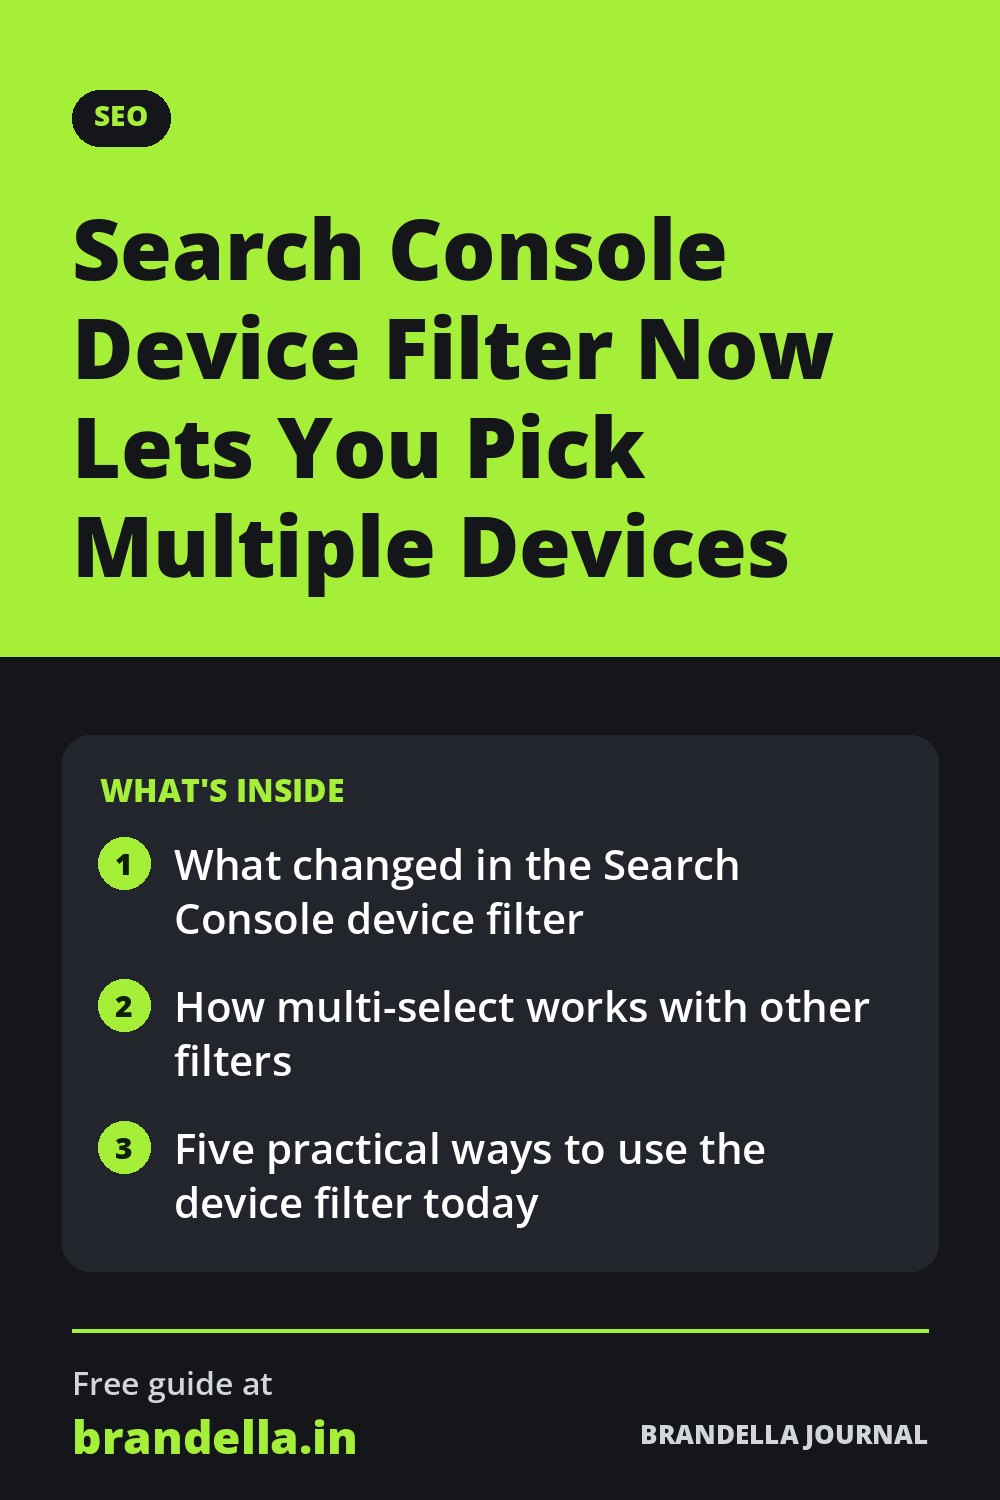 SEO
Search Console
Device Filter Now
Lets You Pick
Multiple Devices
WHAT'S INSIDE
1 What changed in the Search
Console device filter
2 How multi-select works with other
filters
3 Five practical ways to use the
device filter today
Free guide at
brandella.in
BRANDELLA JOURNAL